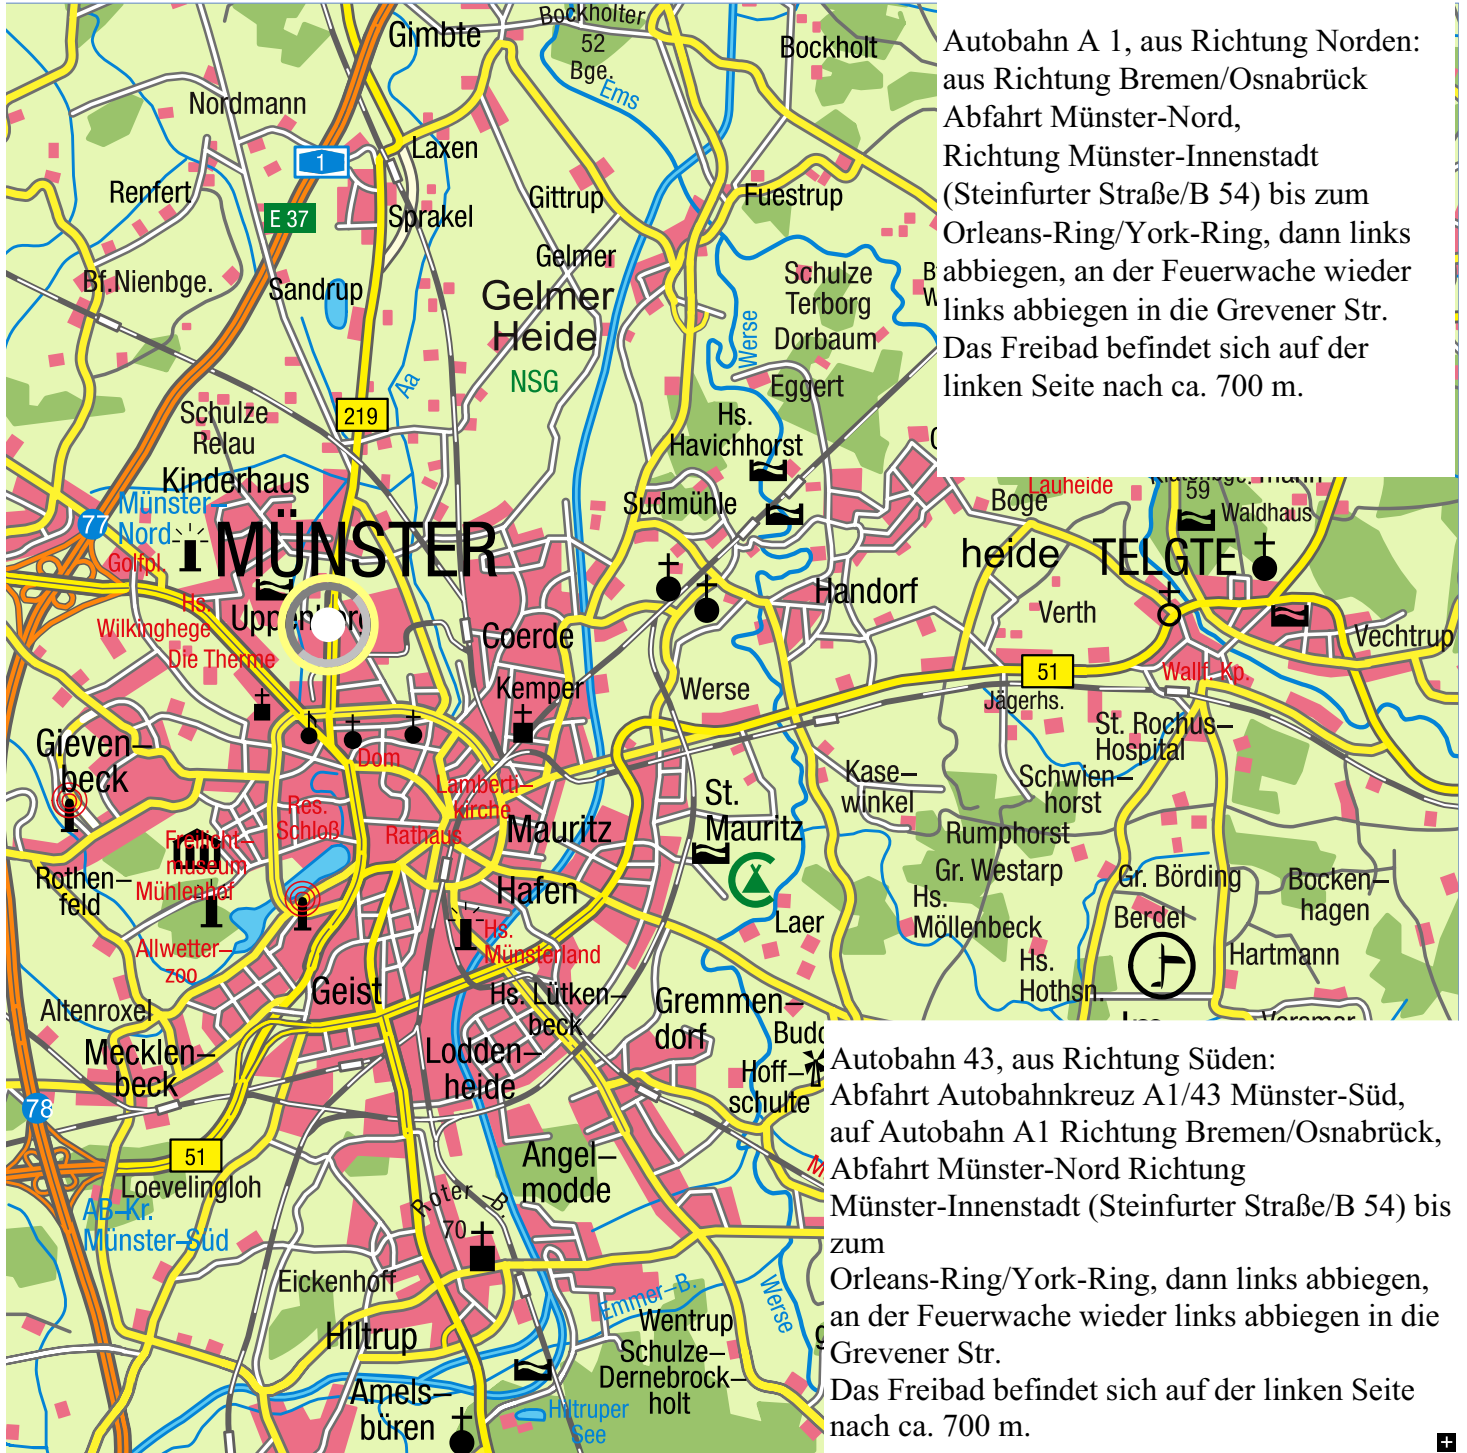 Autobahn A 1, aus Richtung Norden:
aus Richtung Bremen/Osnabrück
Abfahrt Münster-Nord,
Richtung Münster-Innenstadt
(Steinfurter Straße/B 54) bis zum
Orleans-Ring/York-Ring, dann links
abbiegen, an der Feuerwache wieder
links abbiegen in die Grevener Str.
Das Freibad befindet sich auf der
linken Seite nach ca. 700 m.
Bockholter
52
Bge.
Gimbte
Bockholt
Ems
Nordmann
Laxen
1
Renfert
Gittrup
Fuestrup
E 37
Sprakel
Gelmer
Bf.Nienbge.
Sandrup
Schulze
Terborg
Gelmer
Heide
Werse
Dorbaum
NSG
Aa
Eggert
Schulze
Relau
219
Hs.
Havichhorst
Kinderhaus
Münster–
Nord
77
Sudmühle
Lauheide
Boge
59
Waldhaus
Golfpl.
MÜNSTER
heide
TELGTE
Handorf
Hs.
Wilkinghege
Uppenberg
Coerde
Verth
Vechtrup
Die Therme
Kemper
Werse
51
Wallf. Kp.
Jägerhs.
St. Rochus–
Hospital
Gieven–
beck
Dom
Lamberti–
kirche
Kase–
winkel
Schwien–
horst
St.
Mauritz
Res.
Schloß
Rathaus
Mauritz
Rumphorst
Freilicht–
museum
Mühlenhof
Rothen–
feld
Hafen
Gr. Westarp
Gr. Börding
Bocken–
hagen
Hs.
Möllenbeck
Berdel
Laer
Hs.
Münsterland
Allwetter–
zoo
Hartmann
Hs.
Hothsn.
Geist
Hs. Lütken–
beck
Altenroxel
Gremmen–
dorf
Mecklen–
beck
Lodden–
heide
Hoff–
schulte
78
51
Loevelingloh
Angel–
modde
AB–Kr.
Münster–Süd
Roter –B.
70
Eickenhoff
Emmer–B.
Werse
Hiltrup
Wentrup
Schulze–
Dernebrock–
holt
Amels–
büren
Hiltruper
See
Autobahn 43, aus Richtung Süden:
Abfahrt Autobahnkreuz A1/43 Münster-Süd,
auf Autobahn A1 Richtung Bremen/Osnabrück,
Abfahrt Münster-Nord Richtung
Münster-Innenstadt (Steinfurter Straße/B 54) bis
zum
Orleans-Ring/York-Ring, dann links abbiegen,
an der Feuerwache wieder links abbiegen in die
Grevener Str.
Das Freibad befindet sich auf der linken Seite
nach ca. 700 m.